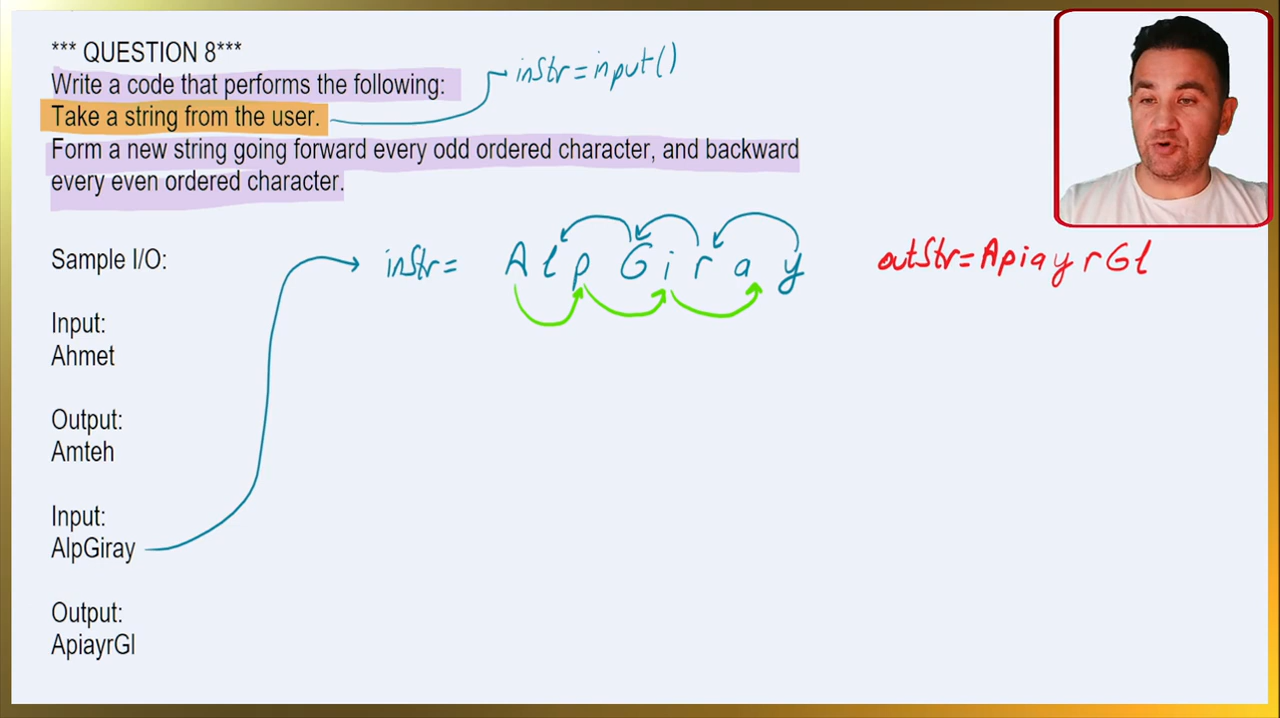 *** QUESTION 8***
Write a code that performs the following:
inStr = input()
Take a string from the user.
Form a new string going forward every odd ordered character, and backward
every even ordered character.
Sample I/O:
inStr = AlpGiray
outStr = ApiayrGl
Input:
Ahmet
Output:
Amteh
Input:
AlpGiray
Output:
ApiayrGl